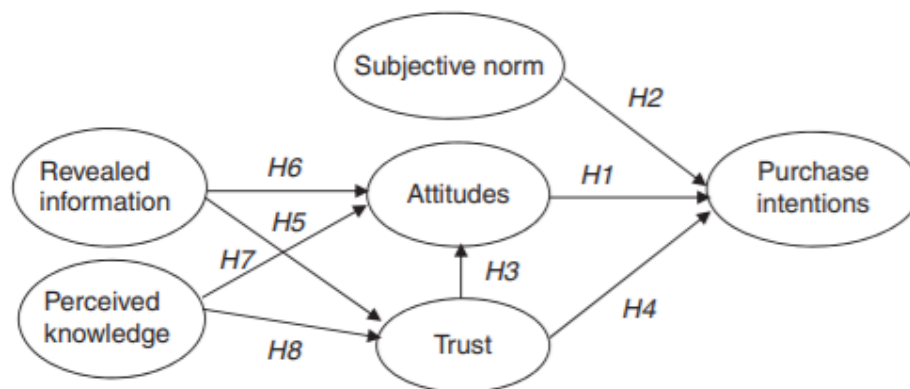 Subjective norm
H2
Revealed
information
H6
Attitudes
H1
Purchase
intentions
H5
H7
H3
Perceived
knowledge
H8
Trust
H4